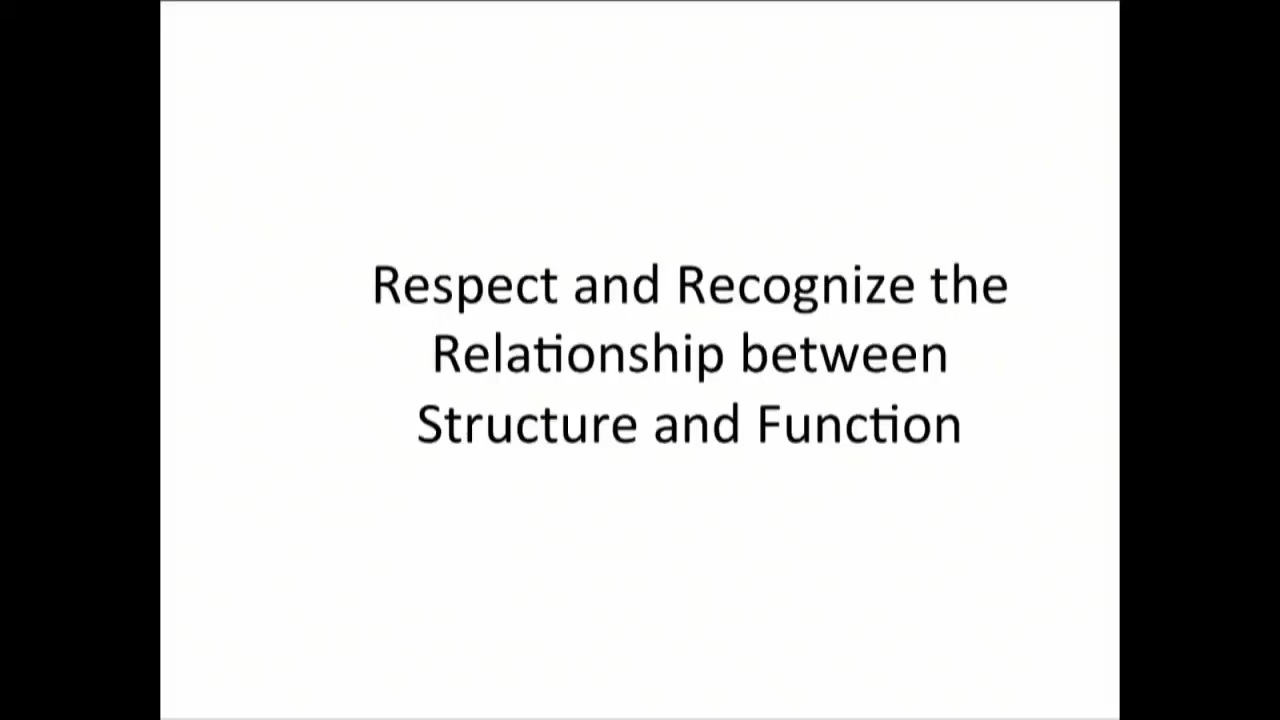 Respect and Recognize the
Relationship between
Structure and Function